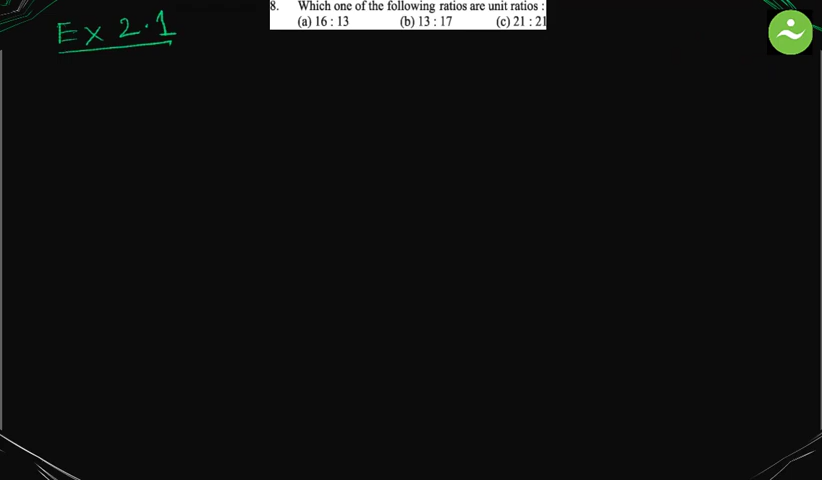 Ex 2.1
8. Which one of the following ratios are unit ratios :
(a) 16 : 13 (b) 13 : 17 (c) 21 : 21